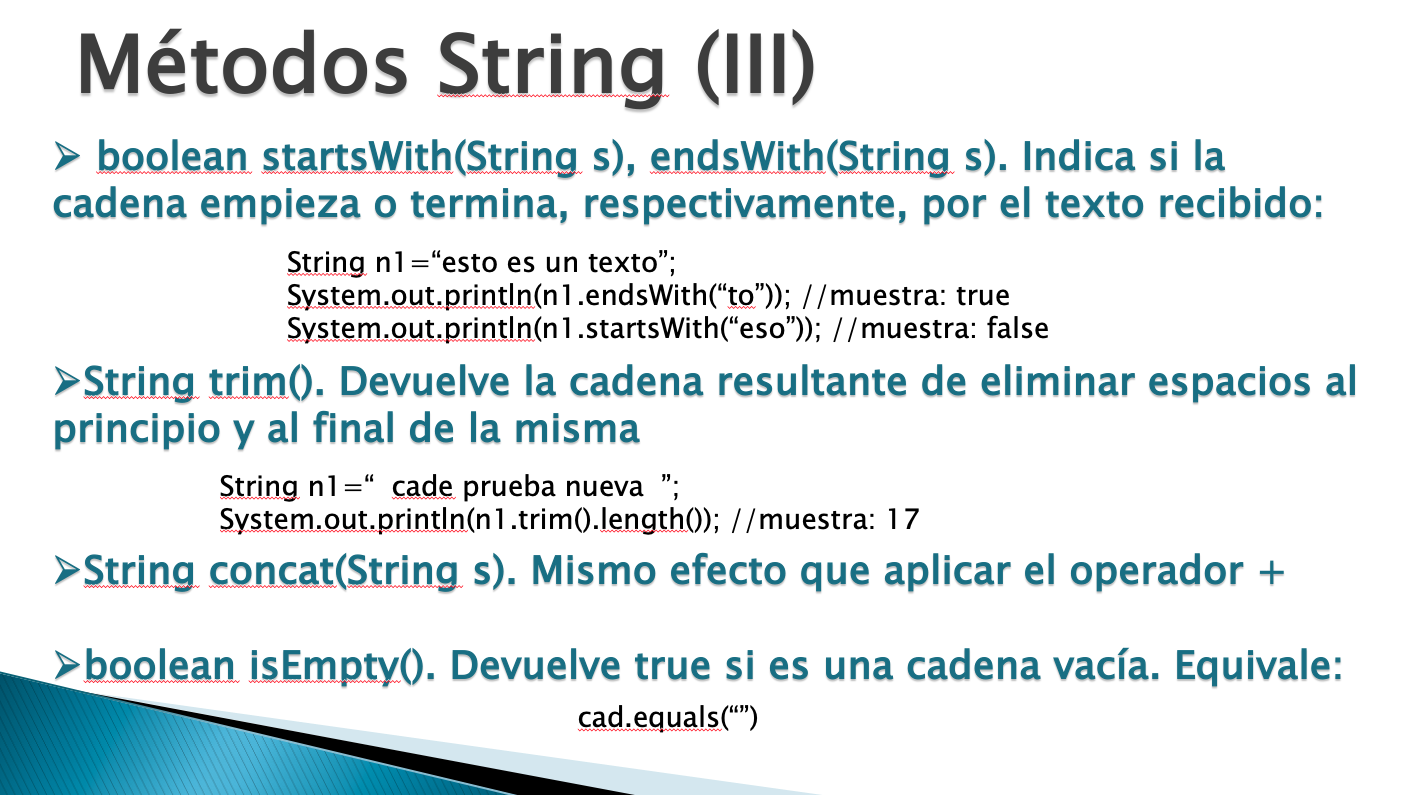 Métodos String (III)
➢ boolean startsWith(String s), endsWith(String s). Indica si la
cadena empieza o termina, respectivamente, por el texto recibido:
String n1=“esto es un texto”;
System.out.println(n1.endsWith(“to”)); //muestra: true
System.out.println(n1.startsWith(“eso”)); //muestra: false
➢String trim(). Devuelve la cadena resultante de eliminar espacios al
principio y al final de la misma
String n1=“  cade prueba nueva  ”;
System.out.println(n1.trim().length()); //muestra: 17
➢String concat(String s). Mismo efecto que aplicar el operador +
➢boolean isEmpty(). Devuelve true si es una cadena vacía. Equivale:
cad.equals(“”)